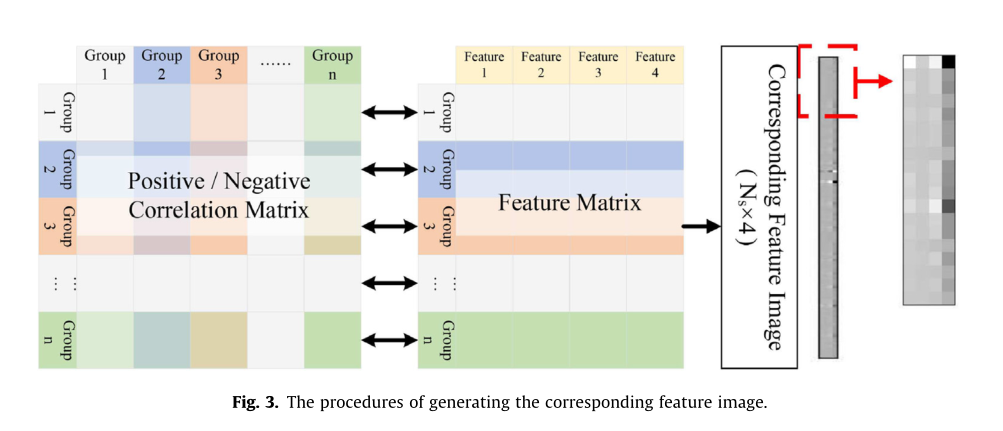 Group 1
Group 2
Group 3
......
Group n
Group 1
Group 2
Group 3
... ...
Group n
Positive / Negative
Correlation Matrix
Feature 1
Feature 2
Feature 3
Feature 4
Group 1
Group 2
Group 3
... ...
Group n
Feature Matrix
Corresponding Feature Image
( Ns×4 )
Fig. 3. The procedures of generating the corresponding feature image.